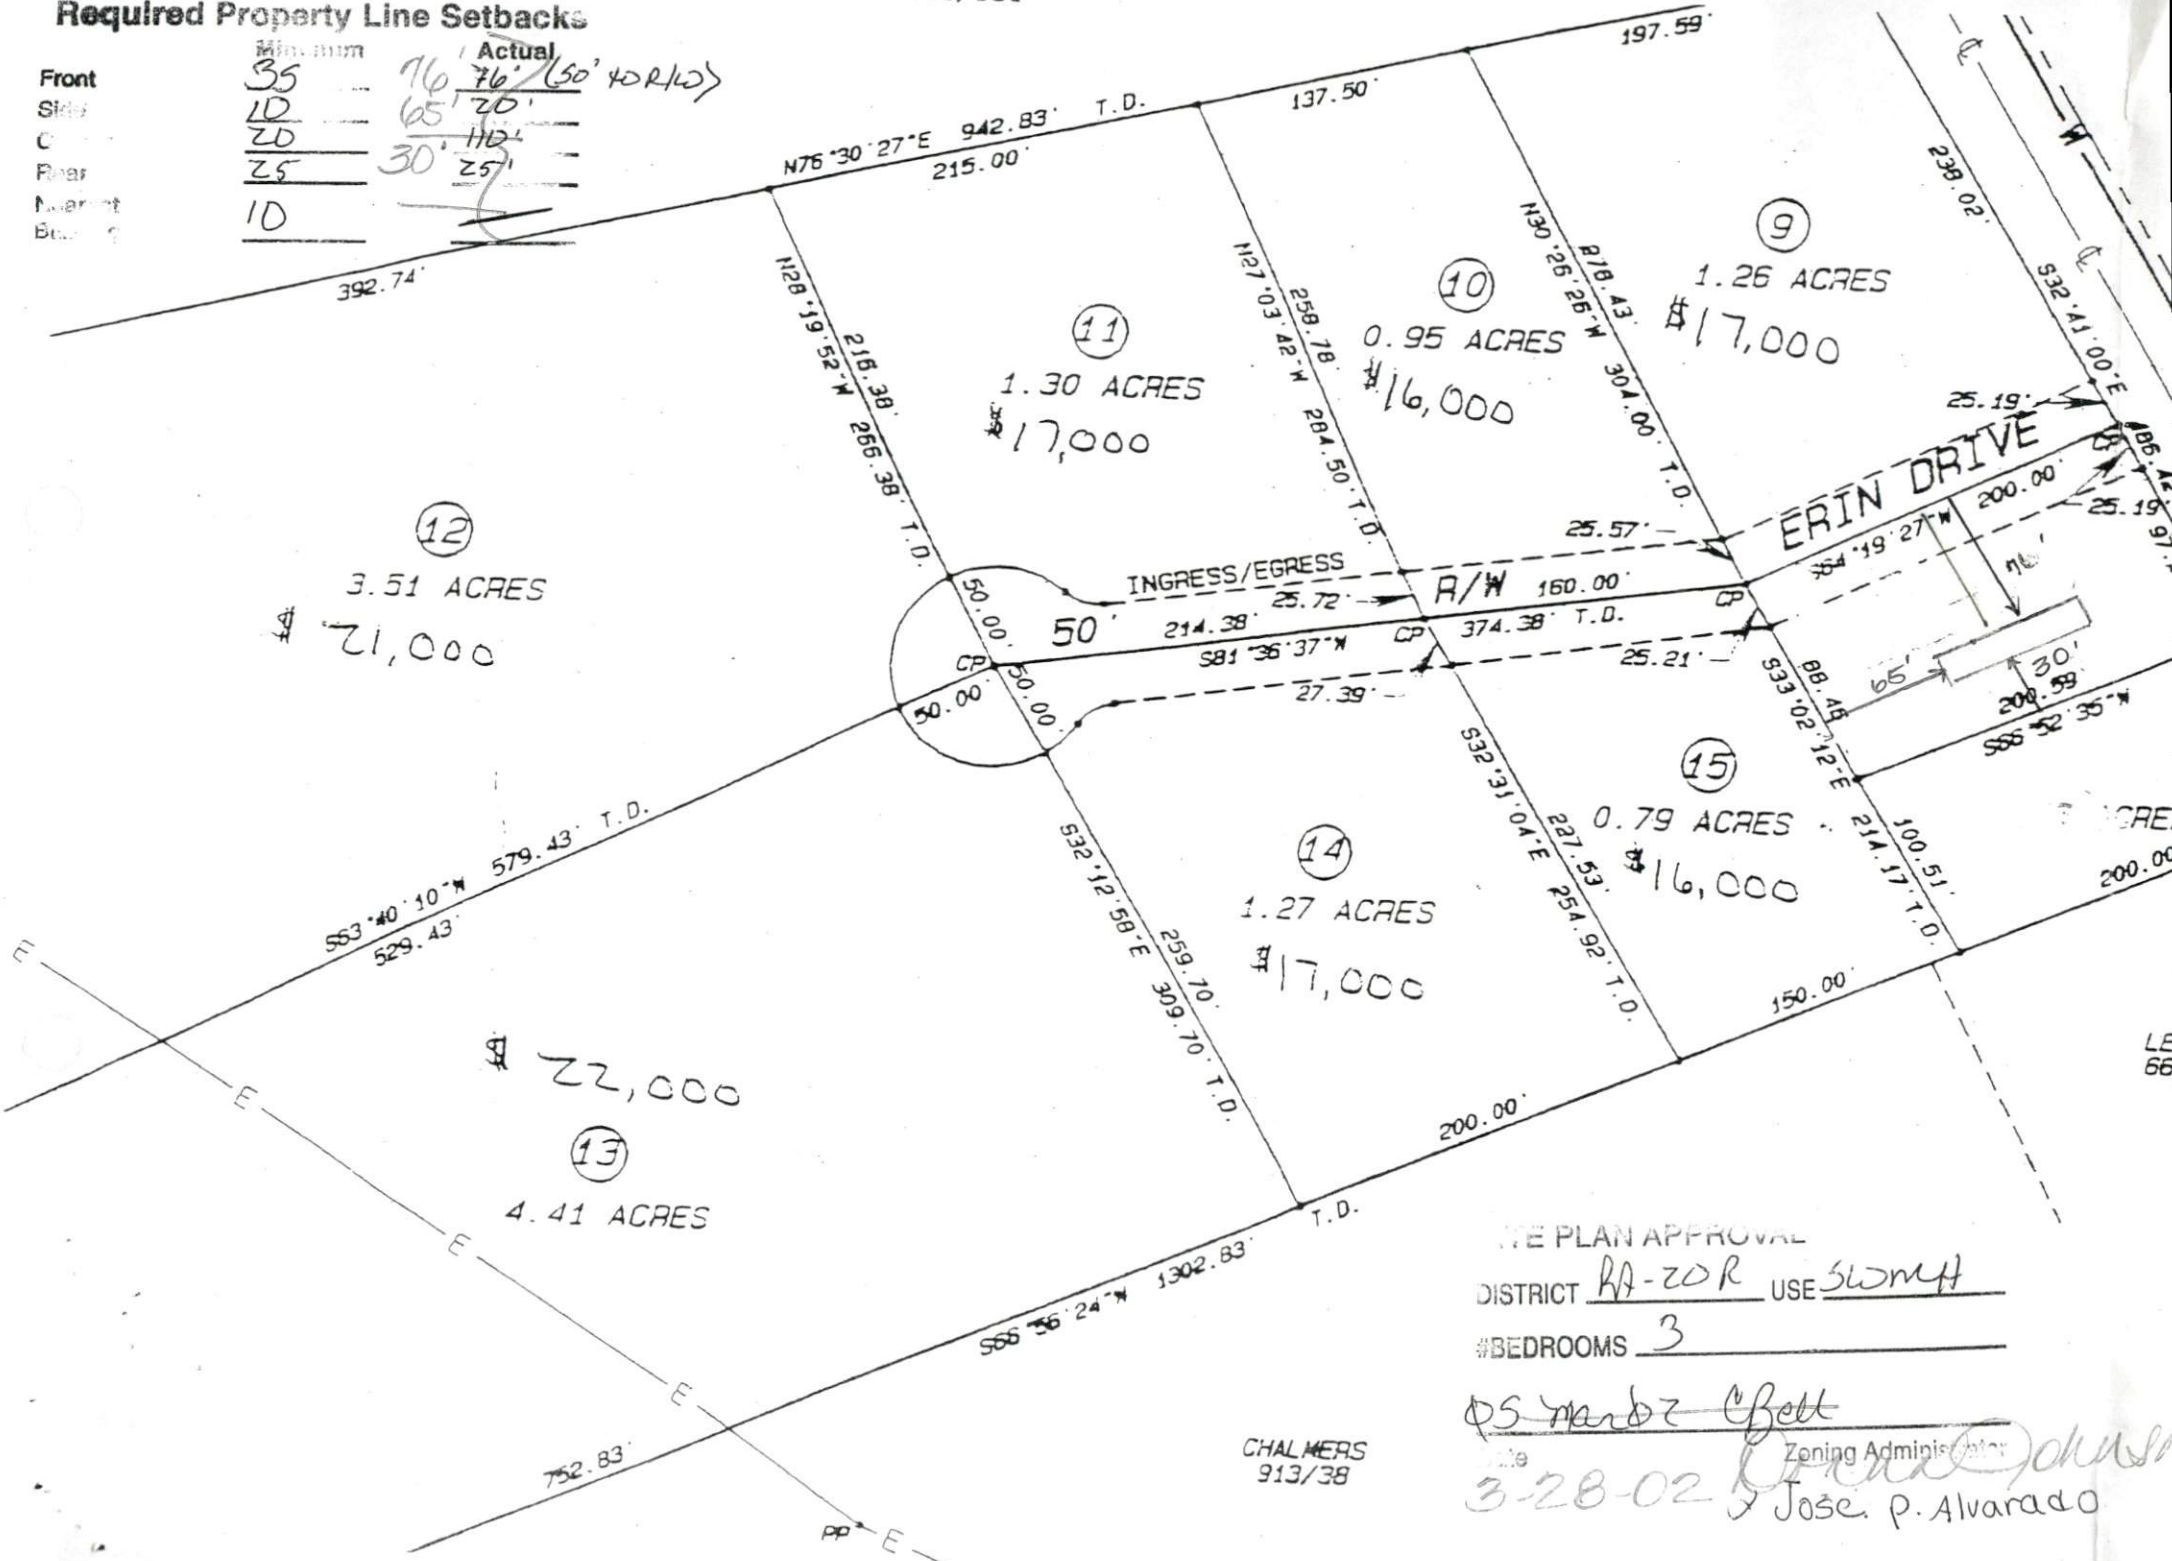 Required Property Line Setbacks
Minimum Actual
Front 35 76 76' (50' to R/W)
Side 10 65' 20'
20 110'
Rear 25 30' 25'
10
197.59'
137.50'
N76°30'27"E 942.83' T.D.
215.00'
392.74'
N28°19'52"W 266.38' T.D.
216.38'
N27°03'42"W 284.50' T.D.
258.78'
N30°26'26"W 304.00' T.D.
278.43'
238.02'
S32°41'00"E
W
9
1.26 ACRES
$17,000
10
0.95 ACRES
$16,000
11
1.30 ACRES
$17,000
12
3.51 ACRES
$21,000
25.19'
ERIN DRIVE
200.00'
S64°19'27"W
25.19'
76'
25.57'
INGRESS/EGRESS
25.72'
R/W 160.00'
CP
50' 214.38'
CP 374.38' T.D.
S81°36'37"W
25.21'
27.39'
CP
50.00'
50.00'
50.00'
65'
30'
200.59'
S66°52'35"W
88.46'
S33°02'12"E 214.17' T.D.
100.51'
15
0.79 ACRES
$16,000
200.00
S32°31'04"E 254.92' T.D.
227.53'
14
1.27 ACRES
$17,000
S32°12'58"E 309.70' T.D.
259.70'
579.43' T.D.
S63°40'10"W
529.43'
E
150.00'
200.00'
$22,000
13
4.41 ACRES
E
E
E
T.D.
1302.83'
S66°56'24"W
752.83'
PP E
CHALMERS
913/38
SITE PLAN APPROVAL
DISTRICT RA-20R USE SWMH
#BEDROOMS 3
Date Zoning Administrator
3-28-02
x Jose. P. Alvarado